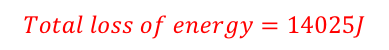 Total loss of energy = 14025J